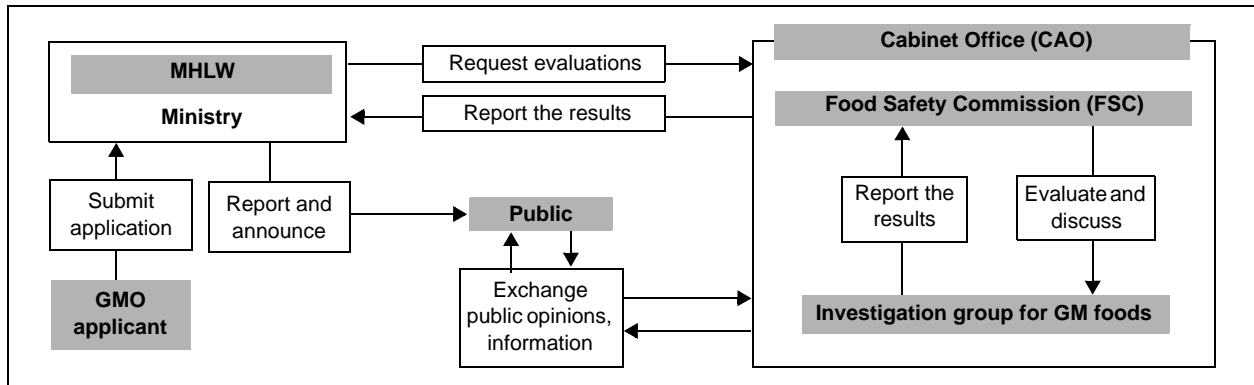 MHLW
Ministry
Request evaluations
Report the results
Cabinet Office (CAO)
Food Safety Commission (FSC)
Submit
application
Report and
announce
Public
Report the
results
Evaluate and
discuss
GMO
applicant
Exchange
public opinions,
information
Investigation group for GM foods